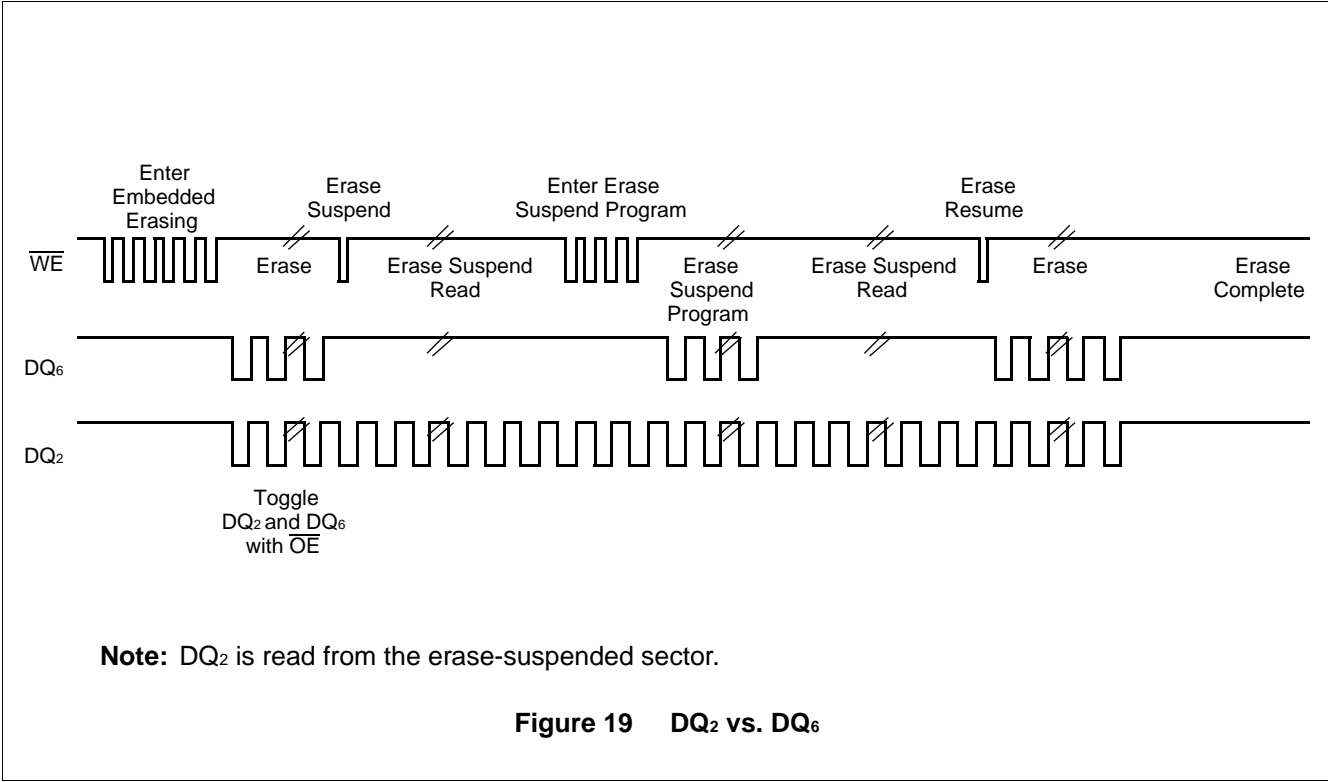 Enter
Embedded
Erasing
Erase
Suspend
Enter Erase
Suspend Program
Erase
Resume
WE
Erase
Erase Suspend
Read
Erase
Suspend
Program
Erase Suspend
Read
Erase
Erase
Complete
DQ6
DQ2
Toggle
DQ2 and DQ6
with OE
Note: DQ2 is read from the erase-suspended sector.
Figure 19 DQ2 vs. DQ6